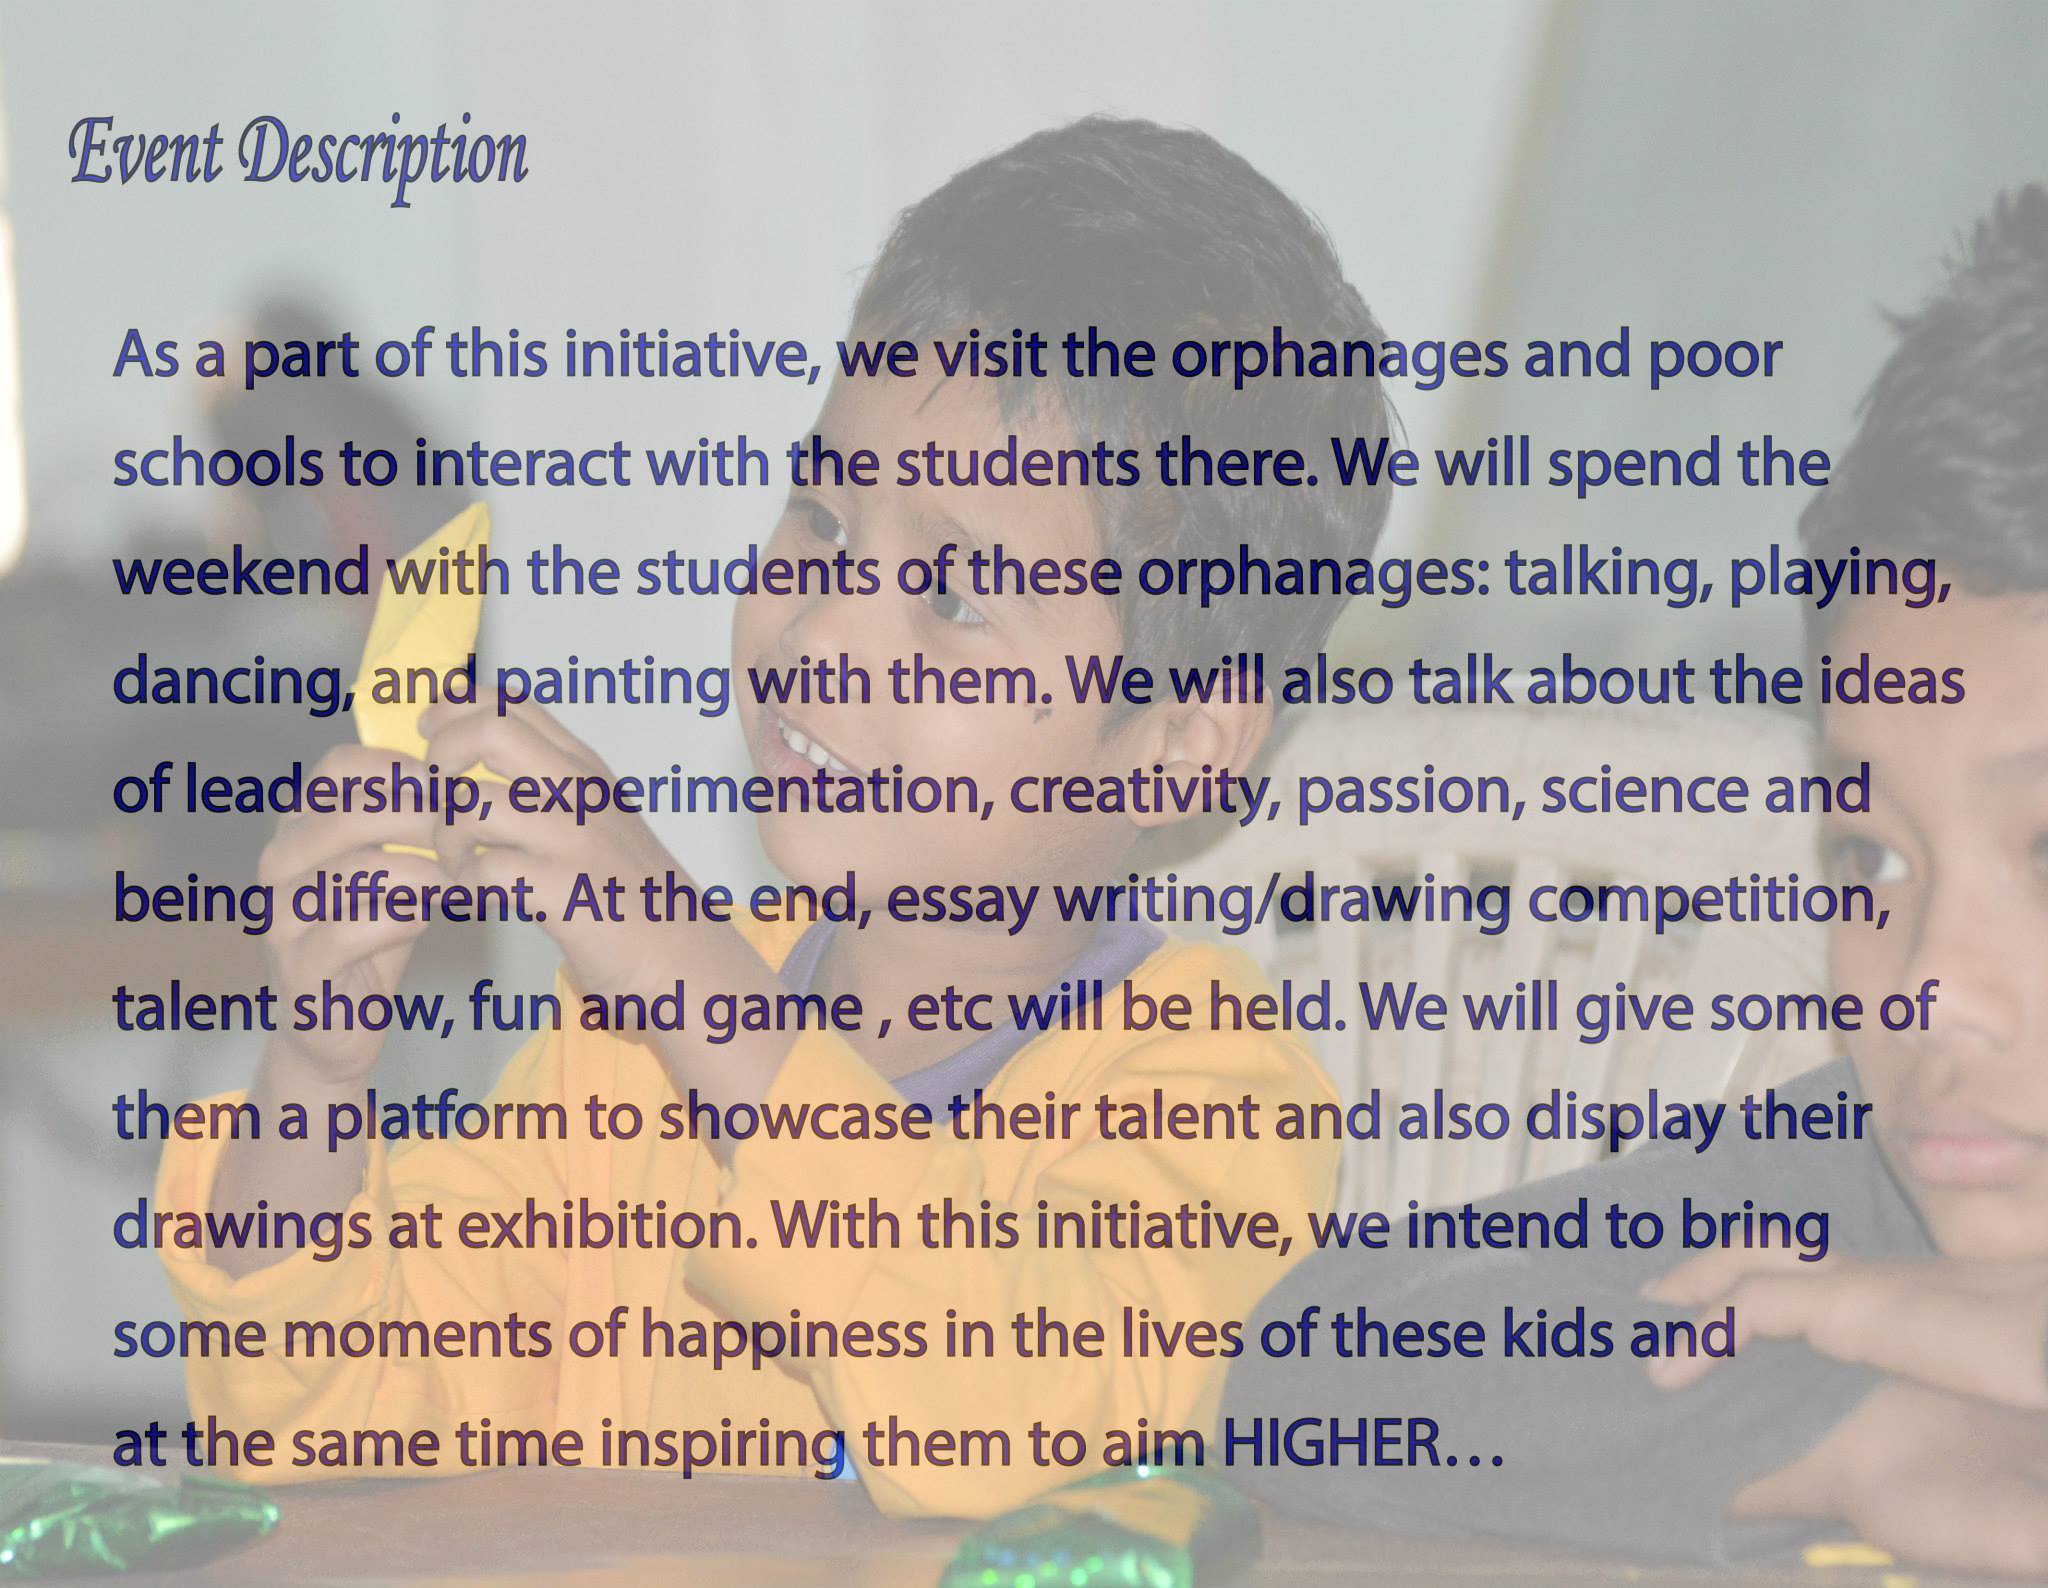 Event Description
As a part of this initiative, we visit the orphanages and poor
schools to interact with the students there. We will spend the
weekend with the students of these orphanages: talking, playing,
dancing, and painting with them. We will also talk about the ideas
of leadership, experimentation, creativity, passion, science and
being different. At the end, essay writing/drawing competition,
talent show, fun and game , etc will be held. We will give some of
them a platform to showcase their talent and also display their
drawings at exhibition. With this initiative, we intend to bring
some moments of happiness in the lives of these kids and
at the same time inspiring them to aim HIGHER…